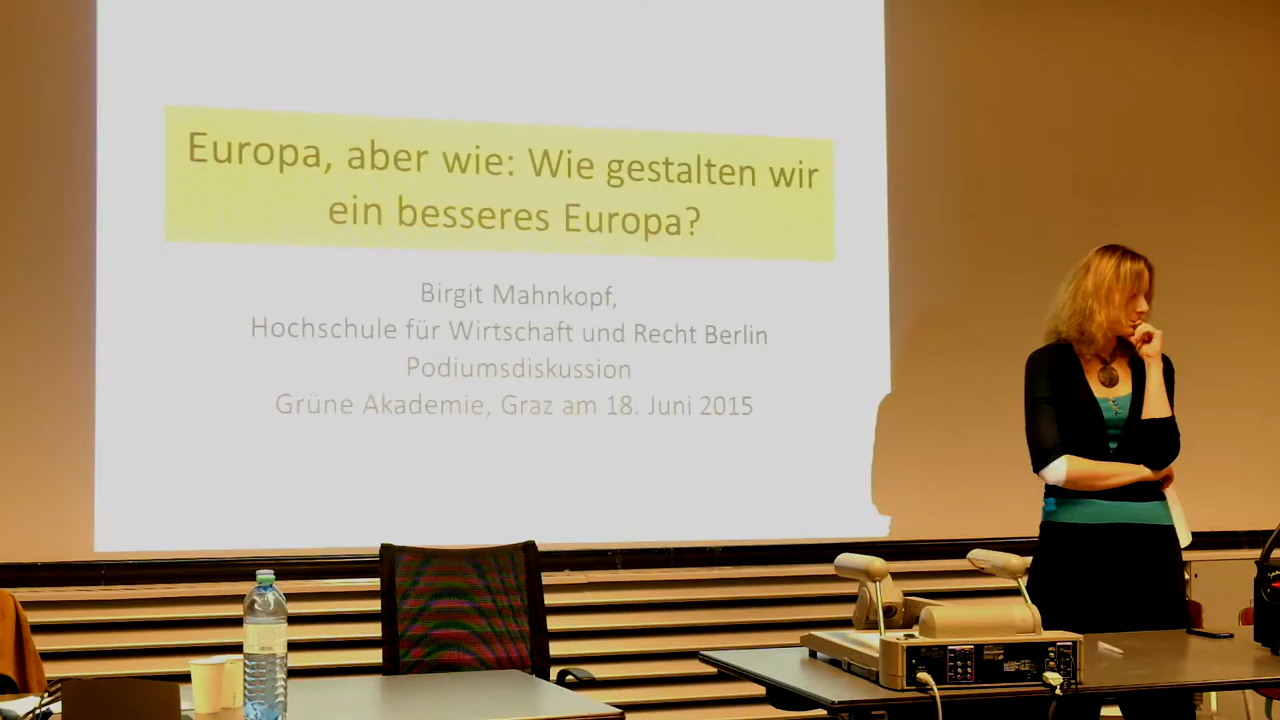 Europa, aber wie: Wie gestalten wir
ein besseres Europa?
Birgit Mahnkopf,
Hochschule für Wirtschaft und Recht Berlin
Podiumsdiskussion
Grüne Akademie, Graz am 18. Juni 2015